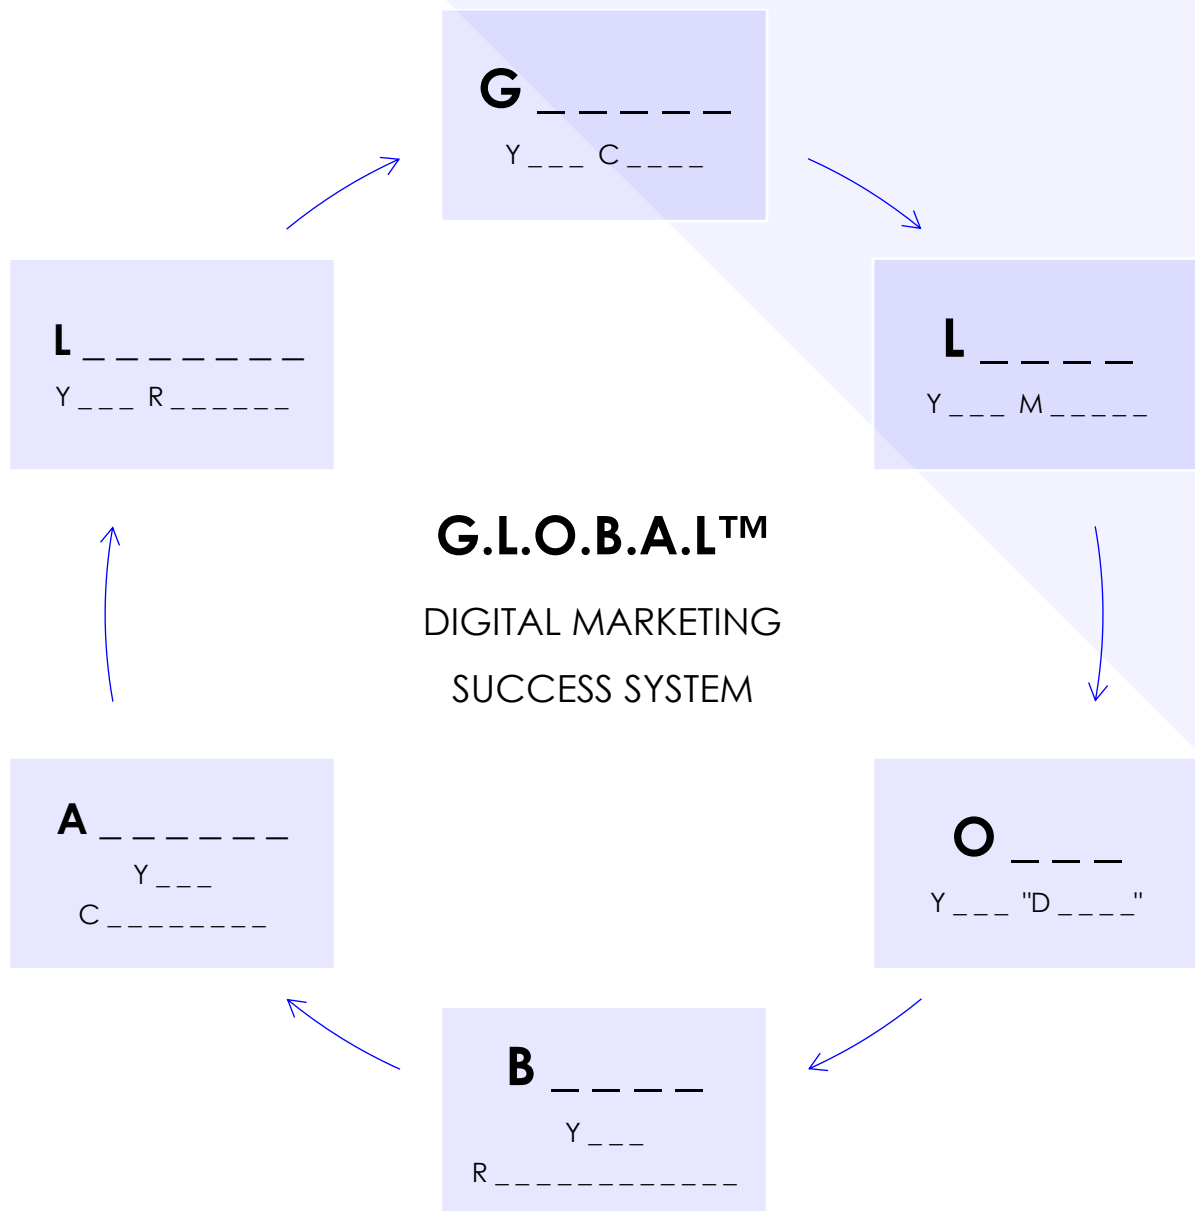 G _ _ _ _ _
Y _ _ _ C _ _ _ _
L _ _ _ _
Y _ _ _ M _ _ _ _ _
O _ _ _
Y _ _ _ "D _ _ _ _"
B _ _ _ _
Y _ _ _
R _ _ _ _ _ _ _ _ _ _ _ _
A _ _ _ _ _ _
Y _ _ _
C _ _ _ _ _ _ _ _
L _ _ _ _ _ _ _
Y _ _ _ R _ _ _ _ _ _
G.L.O.B.A.L™
DIGITAL MARKETING
SUCCESS SYSTEM